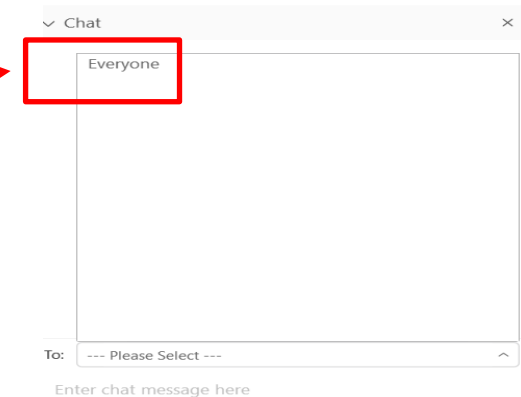 Chat
Everyone
To: --- Please Select ---
Enter chat message here